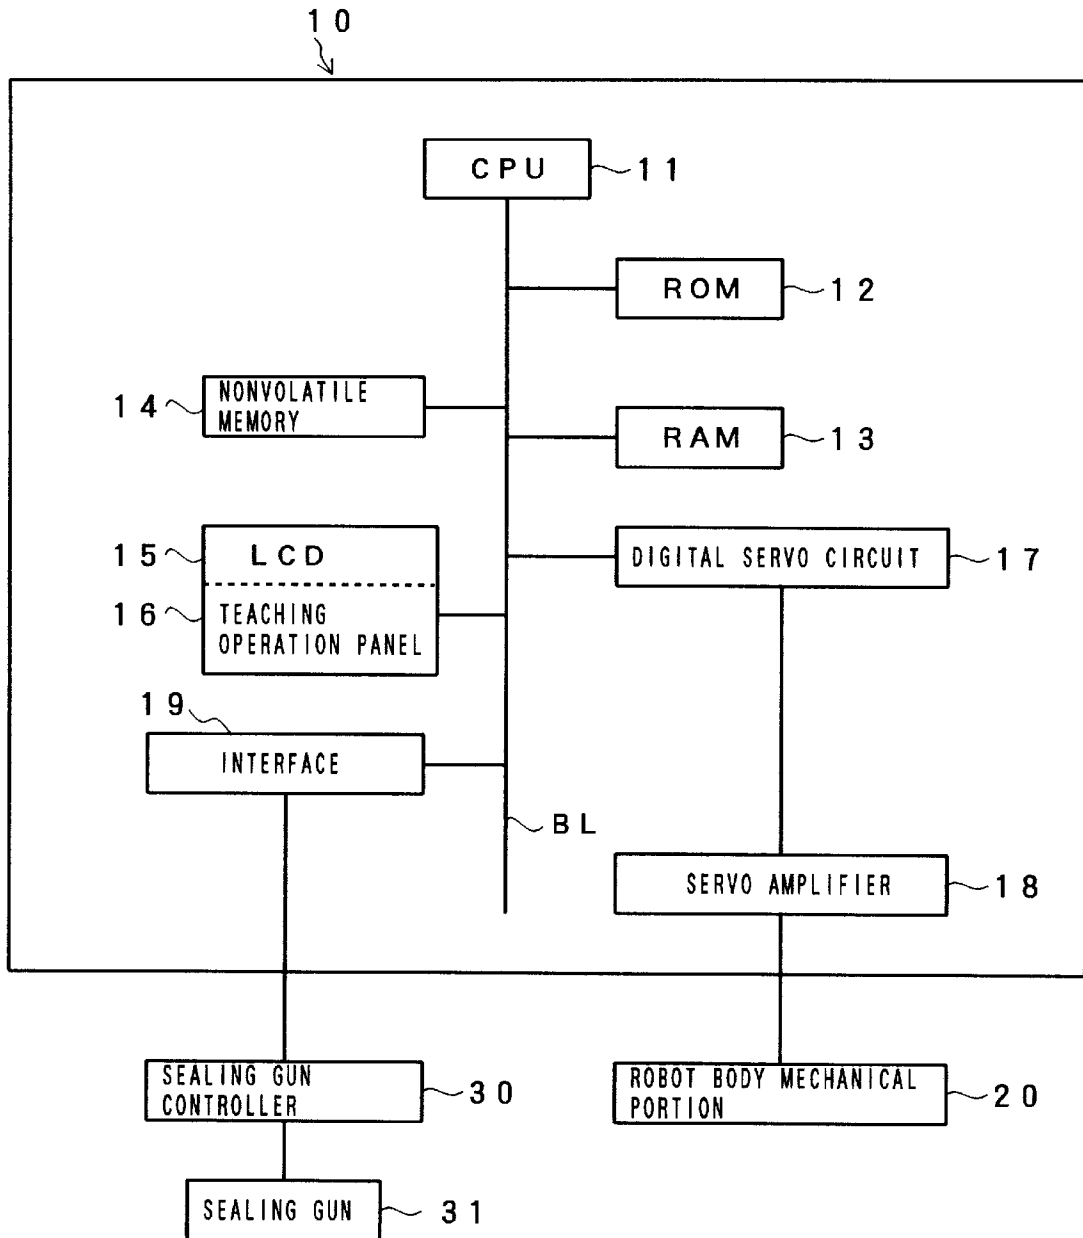 10
CPU 11
ROM 12
NONVOLATILE
MEMORY
14
RAM 13
15 LCD
16 TEACHING
OPERATION PANEL
DIGITAL SERVO CIRCUIT 17
19
INTERFACE
BL
SERVO AMPLIFIER 18
SEALING GUN
CONTROLLER
30
ROBOT BODY MECHANICAL
PORTION
20
SEALING GUN 31